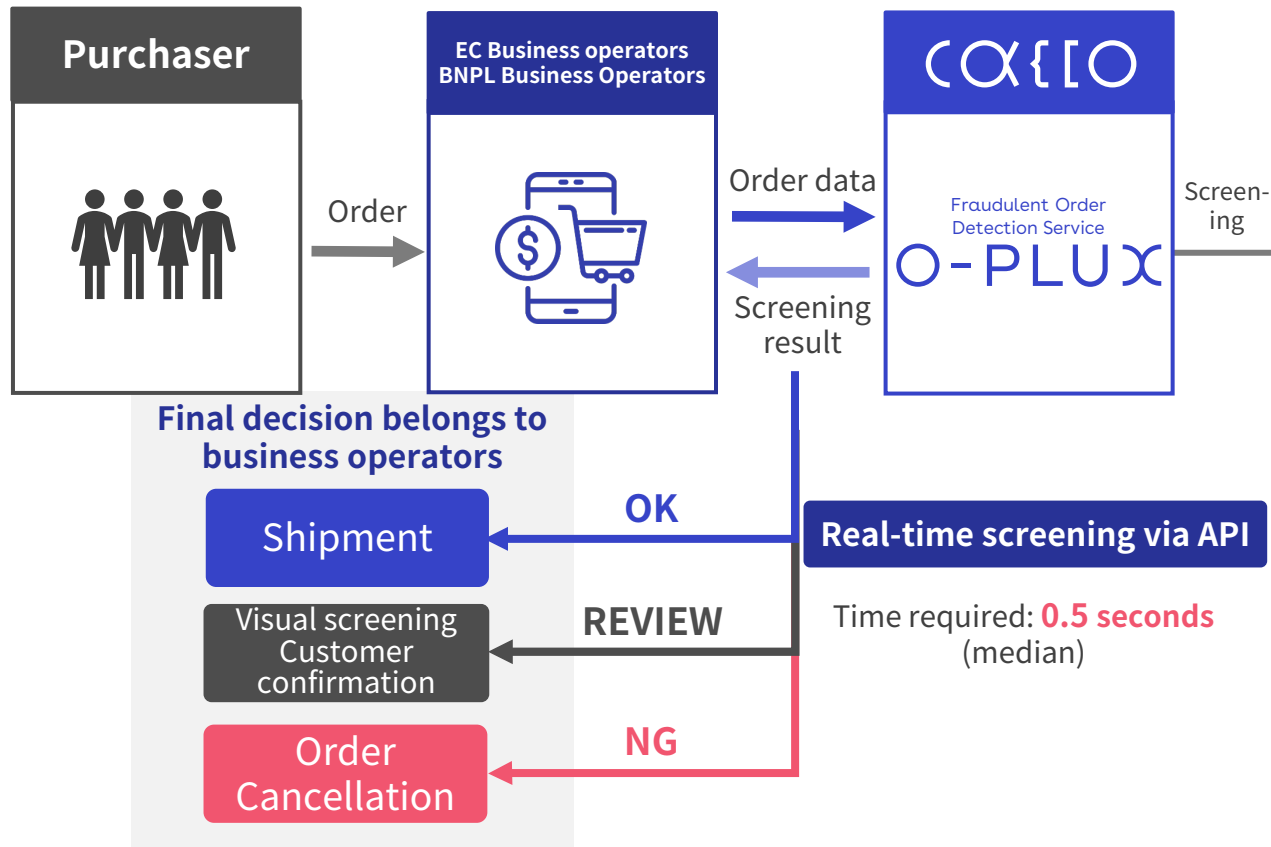 Purchaser
EC Business operators
BNPL Business Operators
CACCO
Order
$
Order data
Screening
result
Fraudulent Order
Detection Service
O-PLUX
Screen-
ing
Final decision belongs to
business operators
Shipment
OK
Visual screening
Customer
confirmation
REVIEW
Order
Cancellation
NG
Real-time screening via API
Time required: 0.5 seconds
(median)